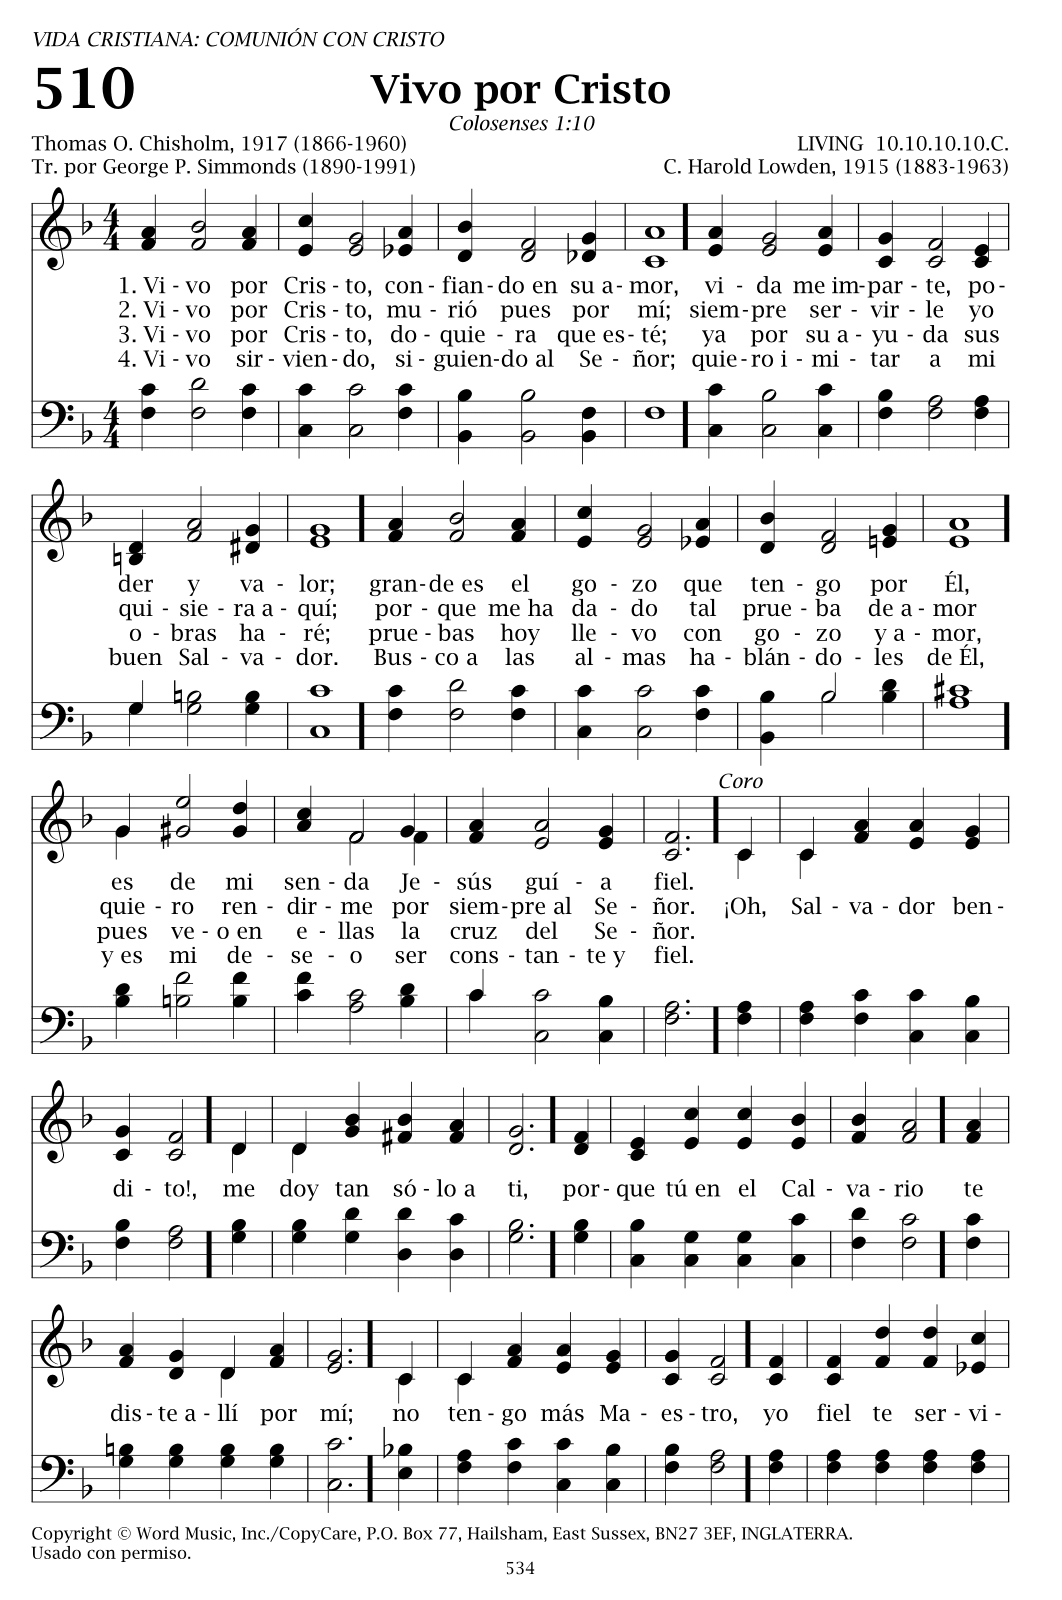 VIDA CRISTIANA: COMUNIÓN CON CRISTO
510
Vivo por Cristo
Colosenses 1:10
Thomas O. Chisholm, 1917 (1866-1960)
LIVING 10.10.10.10.C.
Tr. por George P. Simmonds (1890-1991)
C. Harold Lowden, 1915 (1883-1963)
1. Vi - vo por Cris - to, con - fian - do en su a - mor, vi - da me im - par - te, po -
2. Vi - vo por Cris - to, mu - rió pues por mí; siem - pre ser - vir - le yo
3. Vi - vo por Cris - to, do - quie - ra que es - té; ya por su a - yu - da sus
4. Vi - vo sir - vien - do, si - guien - do al Se - ñor; quie - ro i - mi - tar a mi
der y va - lor; gran - de es el go - zo que ten - go por Él,
qui - sie - ra a - quí; por - que me ha da - do tal prue - ba de a - mor
o - bras ha - ré; prue - bas hoy lle - vo con go - zo y a - mor,
buen Sal - va - dor. Bus - co a las al - mas ha - blán - do - les de Él,
Coro
es de mi sen - da Je - sús guí - a fiel.
quie - ro ren - dir - me por siem - pre al Se - ñor. ¡Oh, Sal - va - dor ben -
pues ve - o en e - llas la cruz del Se - ñor.
y es mi de - se - o ser cons - tan - te y fiel.
di - to!, me doy tan só - lo a ti, por - que tú en el Cal - va - rio te
dis - te a - llí por mí; no ten - go más Ma - es - tro, yo fiel te ser - vi -
Copyright © Word Music, Inc./CopyCare, P.O. Box 77, Hailsham, East Sussex, BN27 3EF, INGLATERRA.
Usado con permiso.
534